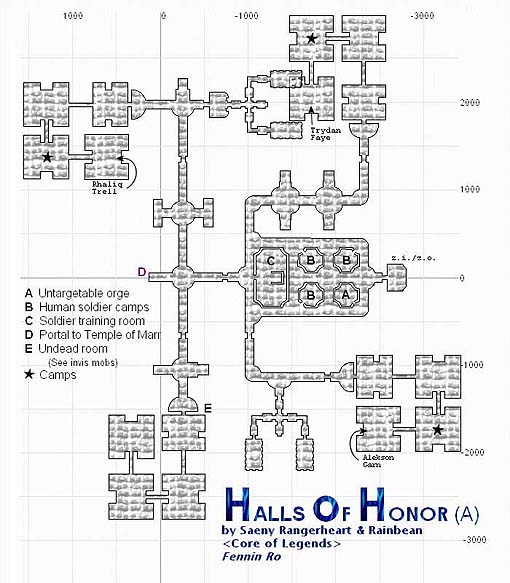 1000 0 -1000 -3000
2000
Trydan
Faye
Rhaliq
Trell
1000
z.i./z.o.
C B B
D
0
B A
A Untargetable orge
B Human soldier camps
C Soldier training room
D Portal to Temple of Marr
E Undead room
(See invis mobs)
★ Camps
-1000
E
-2000
Alekson
Garn
HALLS OF HONOR (A)
by Saeny Rangerheart & Rainbean
<Core of Legends>
Fennin Ro
-3000